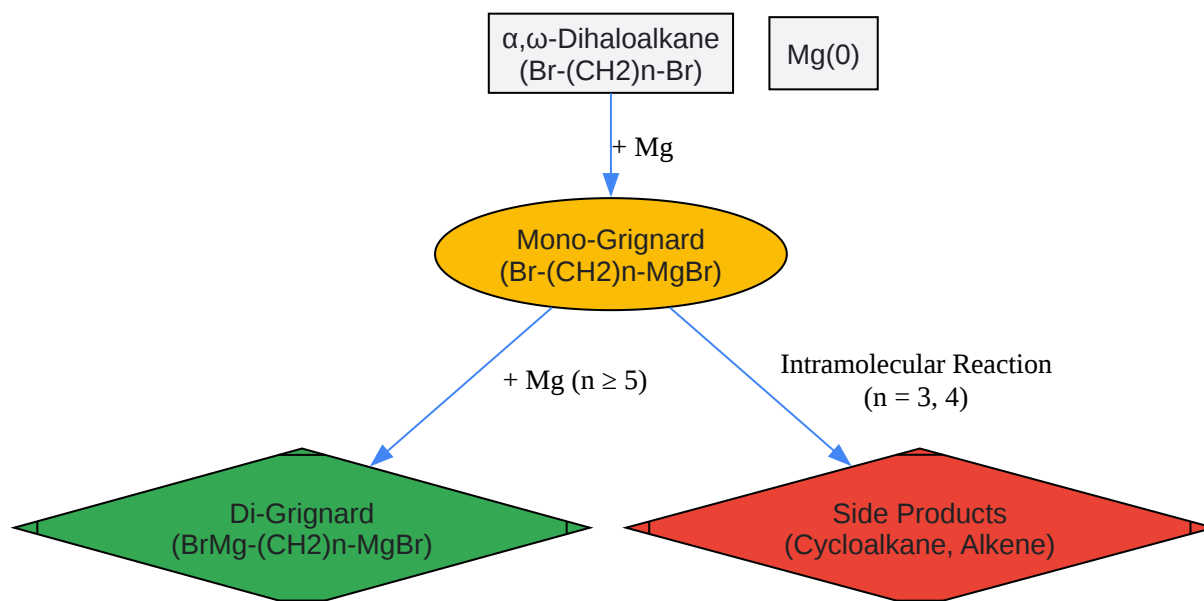 α,ω-Dihaloalkane
(Br-(CH2)n-Br)
Mg(0)
+ Mg
Mono-Grignard
(Br-(CH2)n-MgBr)
+ Mg (n ≥ 5)
Intramolecular Reaction
(n = 3, 4)
Di-Grignard
(BrMg-(CH2)n-MgBr)
Side Products
(Cycloalkane, Alkene)